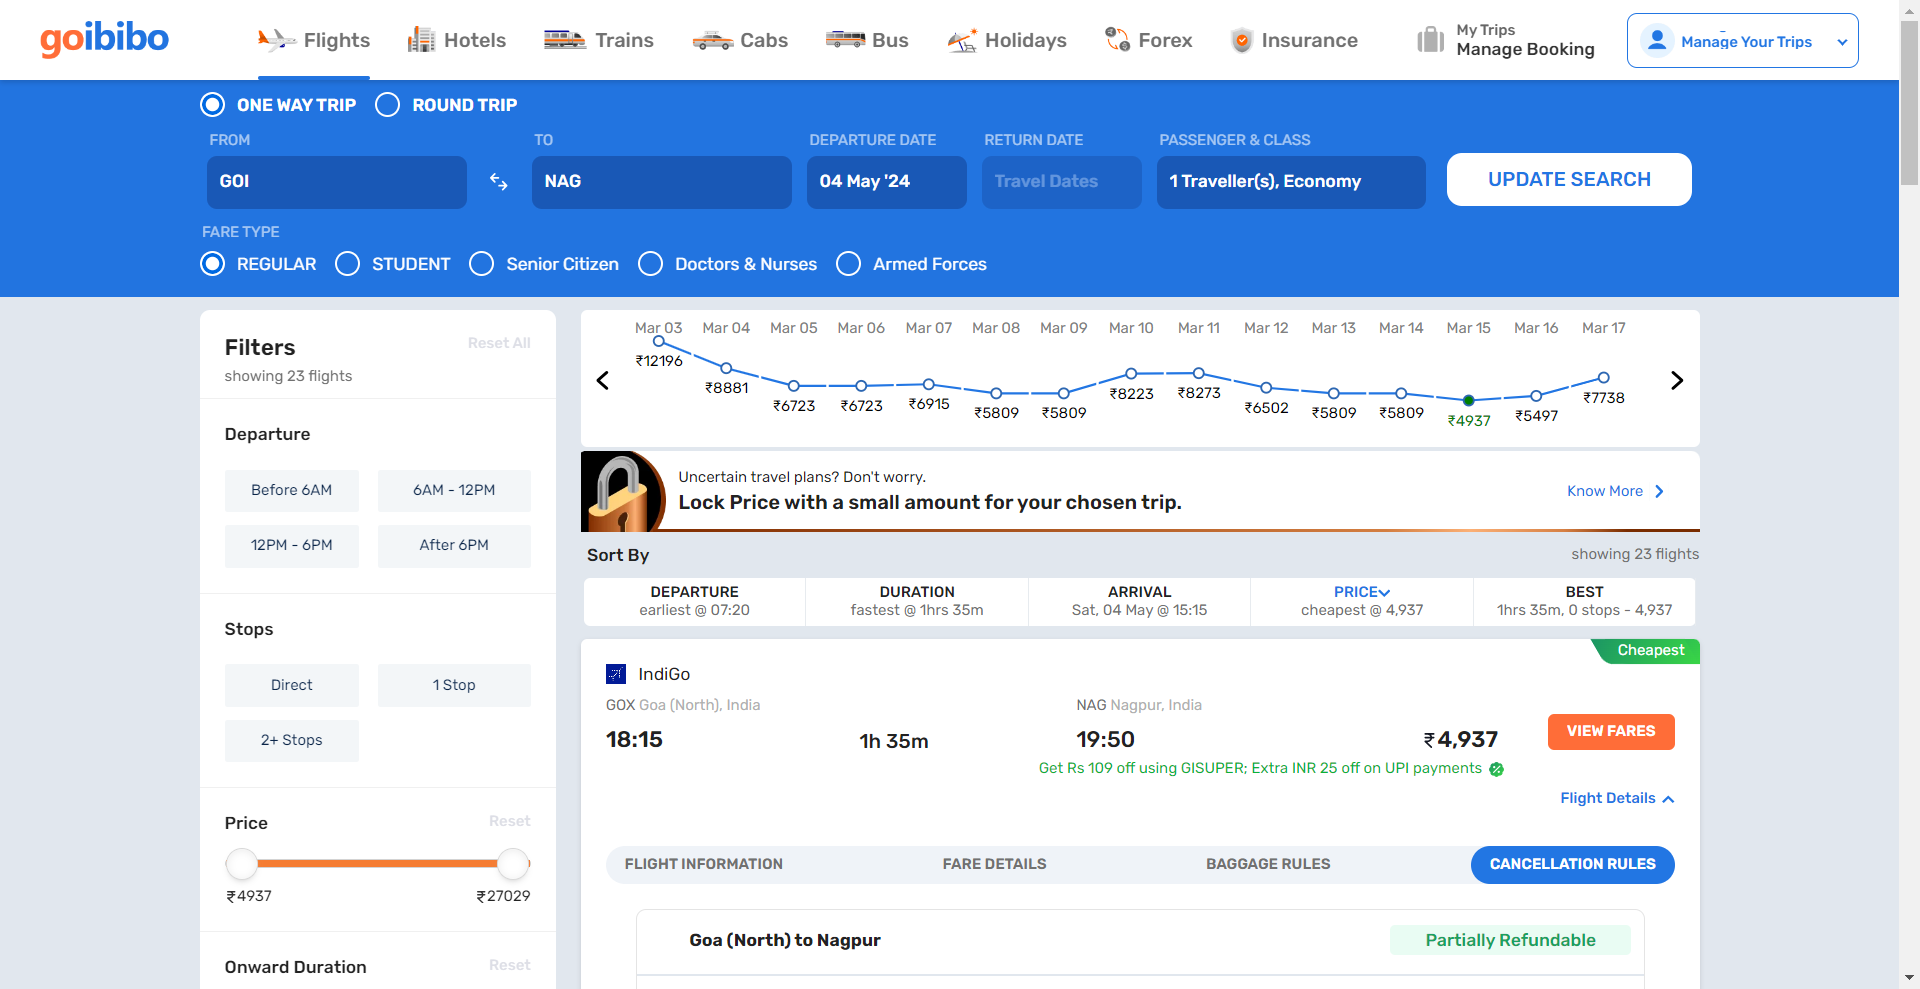 goibibo
Flights
Hotels
Trains
Cabs
Bus
Holidays
Forex
Insurance
My Trips
Manage Booking
Manage Your Trips
ONE WAY TRIP
ROUND TRIP
FROM
TO
DEPARTURE DATE
RETURN DATE
PASSENGER & CLASS
GOI
NAG
04 May '24
Travel Dates
1 Traveller(s), Economy
UPDATE SEARCH
FARE TYPE
REGULAR
STUDENT
Senior Citizen
Doctors & Nurses
Armed Forces
Filters
Reset All
showing 23 flights
Departure
Before 6AM
6AM - 12PM
12PM - 6PM
After 6PM
Stops
Direct
1 Stop
2+ Stops
Price
Reset
₹4937
₹27029
Onward Duration
Reset
Mar 03
Mar 04
Mar 05
Mar 06
Mar 07
Mar 08
Mar 09
Mar 10
Mar 11
Mar 12
Mar 13
Mar 14
Mar 15
Mar 16
Mar 17
₹12196
₹8881
₹6723
₹6723
₹6915
₹5809
₹5809
₹8223
₹8273
₹6502
₹5809
₹5809
₹4937
₹5497
₹7738
Uncertain travel plans? Don't worry.
Lock Price with a small amount for your chosen trip.
Know More
Sort By
showing 23 flights
DEPARTURE
earliest @ 07:20
DURATION
fastest @ 1hrs 35m
ARRIVAL
Sat, 04 May @ 15:15
PRICE
cheapest @ 4,937
BEST
1hrs 35m, 0 stops - 4,937
Cheapest
IndiGo
GOX Goa (North), India
NAG Nagpur, India
18:15
1h 35m
19:50
₹4,937
VIEW FARES
Get Rs 109 off using GISUPER; Extra INR 25 off on UPI payments
Flight Details
FLIGHT INFORMATION
FARE DETAILS
BAGGAGE RULES
CANCELLATION RULES
Goa (North) to Nagpur
Partially Refundable